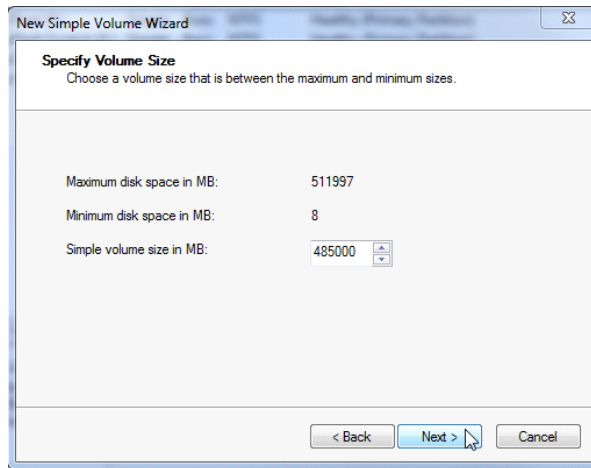 New Simple Volume Wizard
Specify Volume Size
Choose a volume size that is between the maximum and minimum sizes.
Maximum disk space in MB: 511997
Minimum disk space in MB: 8
Simple volume size in MB: 485000
< Back Next > Cancel